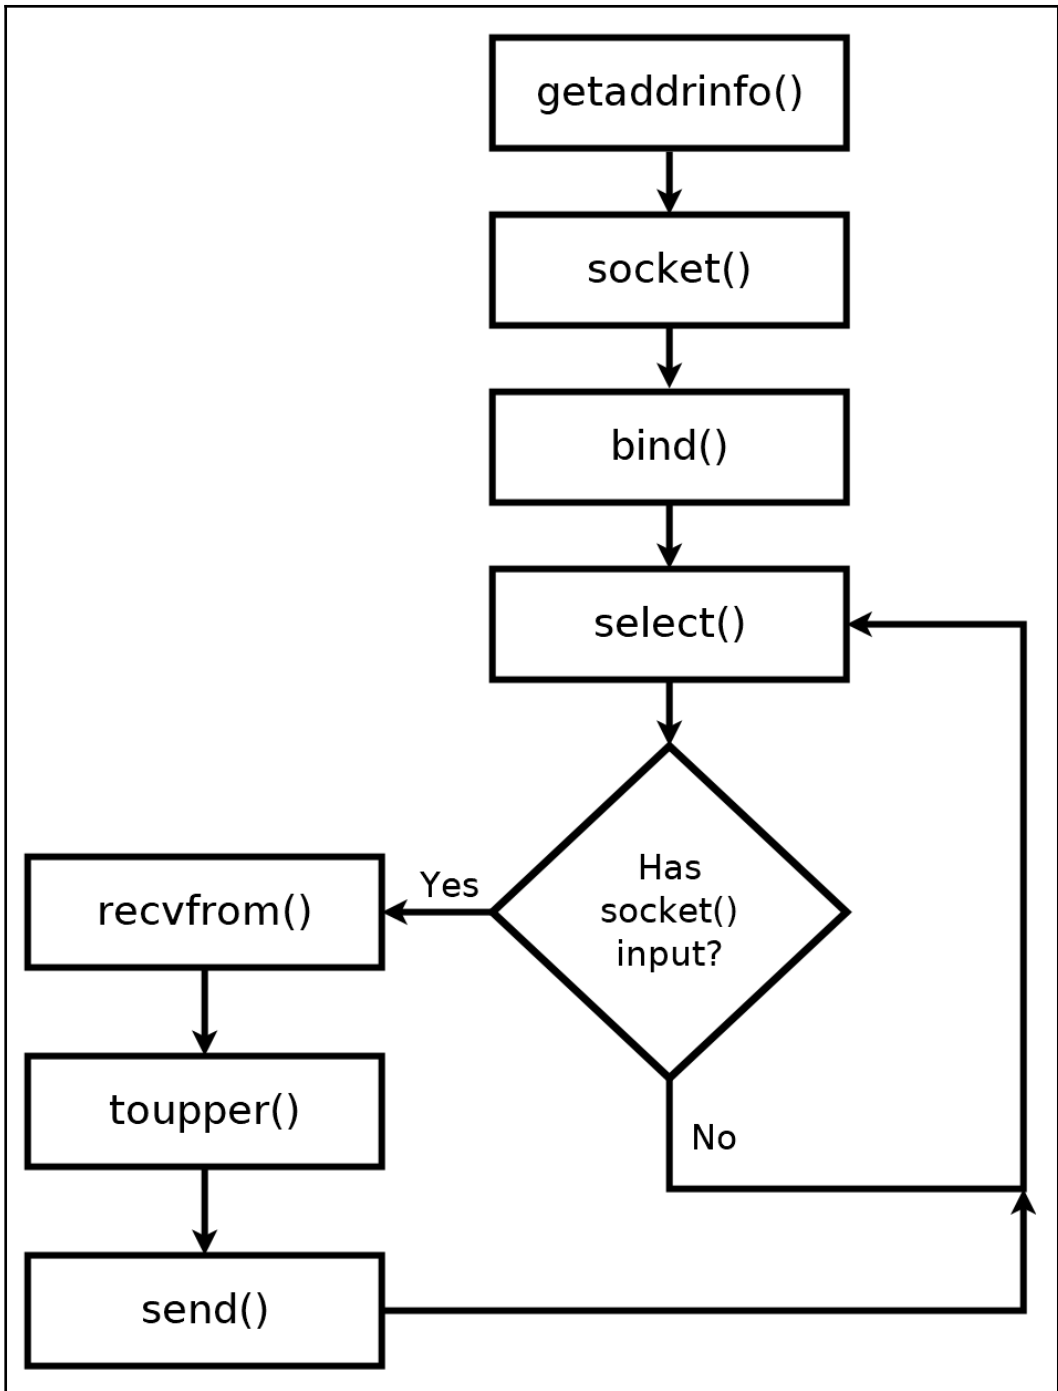 getaddrinfo()
socket()
bind()
select()
Has
socket()
input?
Yes
No
recvfrom()
toupper()
send()